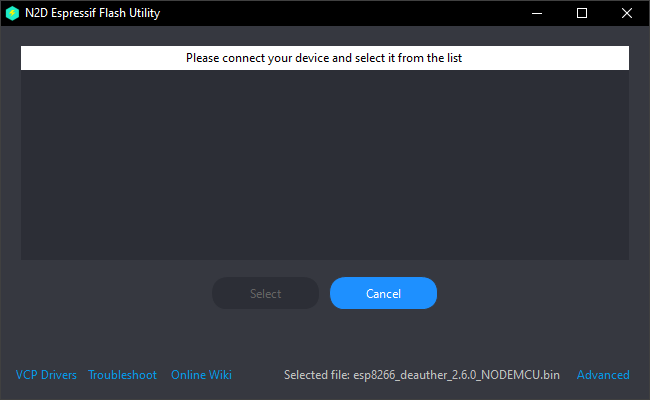 N2D Espressif Flash Utility
Please connect your device and select it from the list
Select Cancel
VCP Drivers Troubleshoot Online Wiki Selected file: esp8266_deauther_2.6.0_NODEMCU.bin Advanced